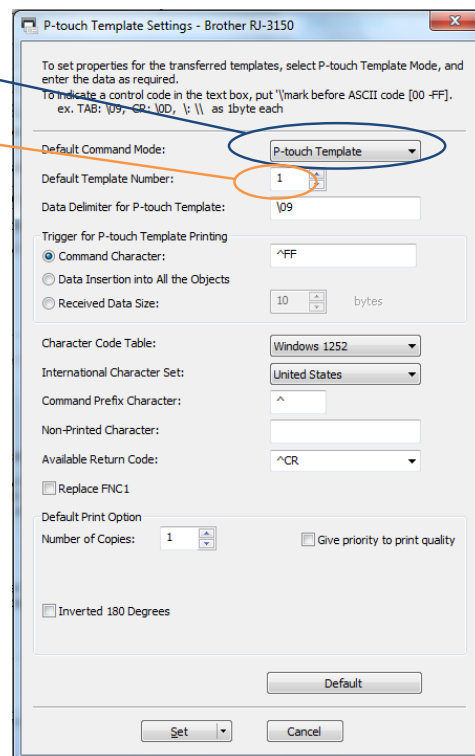 P-touch Template Settings - Brother RJ-3150
To set properties for the transferred templates, select P-touch Template Mode, and
enter the data as required.
To indicate a control code in the text box, put '\'mark before ASCII code [00 -FF].
ex. TAB: \09, CR: \0D, \: \\ as 1byte each
Default Command Mode: P-touch Template
Default Template Number: 1
Data Delimiter for P-touch Template: \09
Trigger for P-touch Template Printing
Command Character: ^FF
Data Insertion into All the Objects
Received Data Size: 10 bytes
Character Code Table: Windows 1252
International Character Set: United States
Command Prefix Character: ^
Non-Printed Character:
Available Return Code: ^CR
Replace FNC1
Default Print Option
Number of Copies: 1 Give priority to print quality
Inverted 180 Degrees
Default
Set Cancel